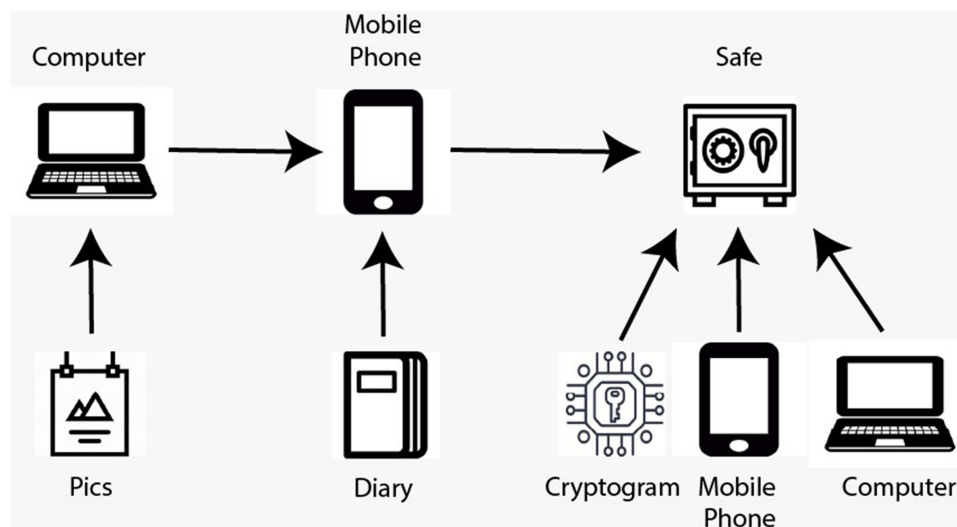 Computer
Mobile
Phone
Safe
Pics
Diary
Cryptogram
Mobile
Phone
Computer